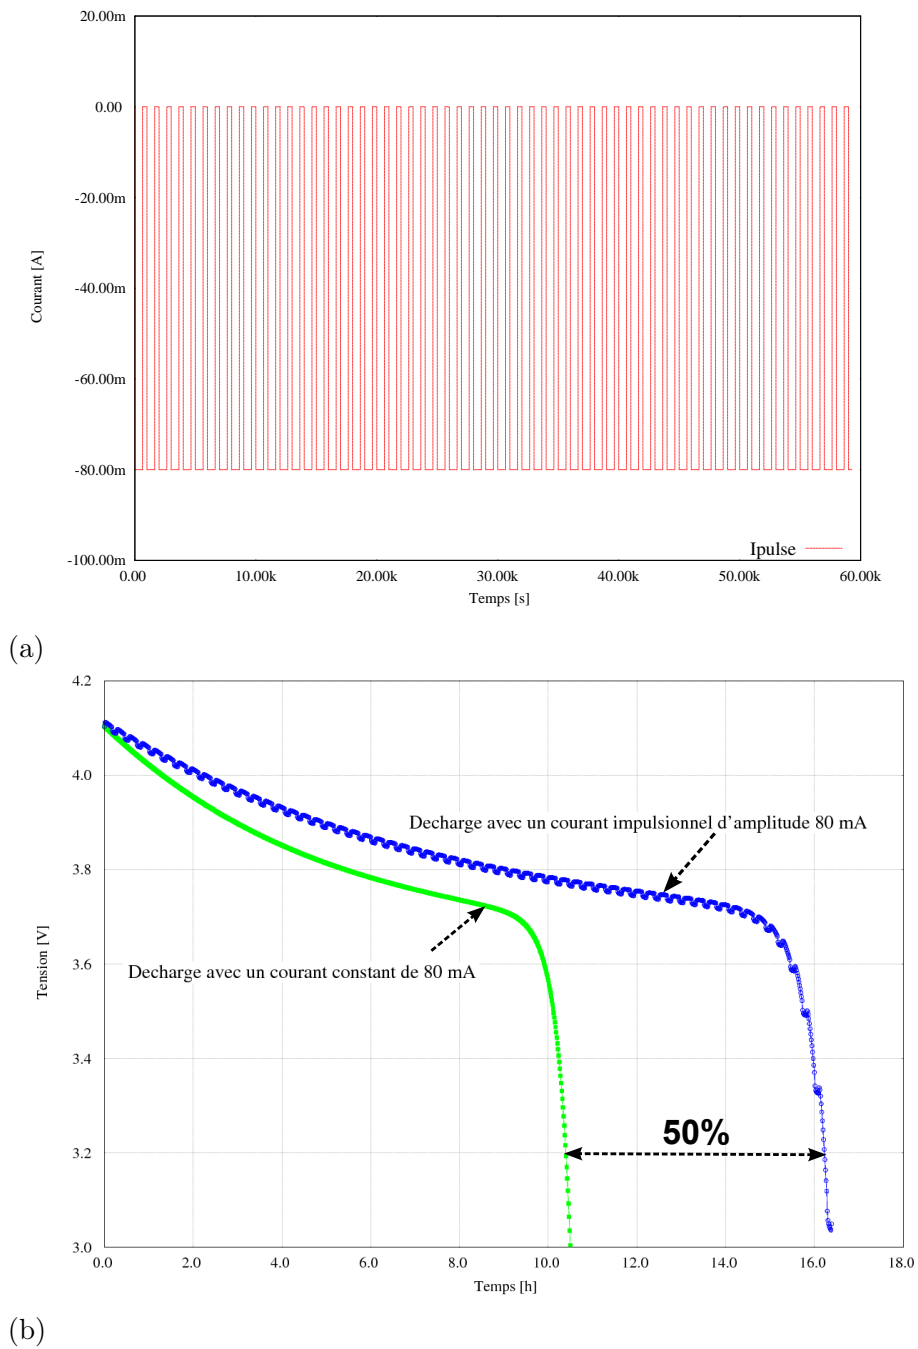 20.00m
0.00
-20.00m
-40.00m
-60.00m
-80.00m
-100.00m
Courant [A]
Ipulse
0.00 10.00k 20.00k 30.00k 40.00k 50.00k 60.00k
Temps [s]
(a)
4.2
4.0
3.8
3.6
3.4
3.2
3.0
Tension [V]
Decharge avec un courant impulsionnel d'amplitude 80 mA
Decharge avec un courant constant de 80 mA
50%
0.0 2.0 4.0 6.0 8.0 10.0 12.0 14.0 16.0 18.0
Temps [h]
(b)